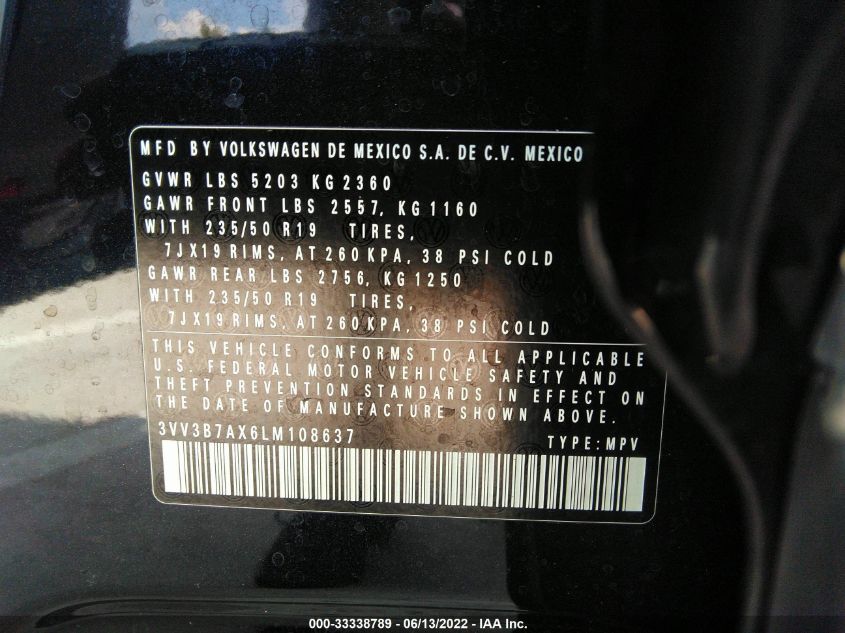 MFD BY VOLKSWAGEN DE MEXICO S.A. DE C.V. MEXICO
GVWR LBS 5203 KG 2360
GAWR FRONT LBS 2557, KG 1160
WITH 235/50 R19 TIRES,
7JX19 RIMS, AT 260 KPA, 38 PSI COLD
GAWR REAR LBS 2756, KG 1250
WITH 235/50 R19 TIRES,
7JX19 RIMS, AT 260 KPA, 38 PSI COLD
THIS VEHICLE CONFORMS TO ALL APPLICABLE
U.S. FEDERAL MOTOR VEHICLE SAFETY AND
THEFT PREVENTION STANDARDS IN EFFECT ON
THE DATE OF MANUFACTURE SHOWN ABOVE.
3VV3B7AX6LM108637 TYPE: MPV
000-33338789 - 06/13/2022 - IAA Inc.